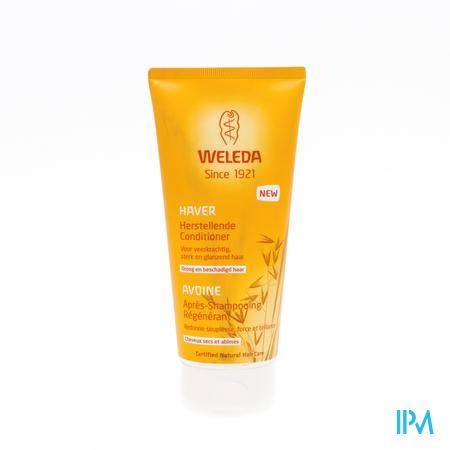 WELEDA
Since 1921
NEW
HAVER
Herstellende
Conditioner
Voor veerkrachtig,
sterk en glanzend haar
Droog en beschadigd haar
AVOINE
Après-Shampooing
Régénérant
Redonne souplesse, force et brillance
Cheveux secs et abîmés
Certified Natural Hair Care
IPM